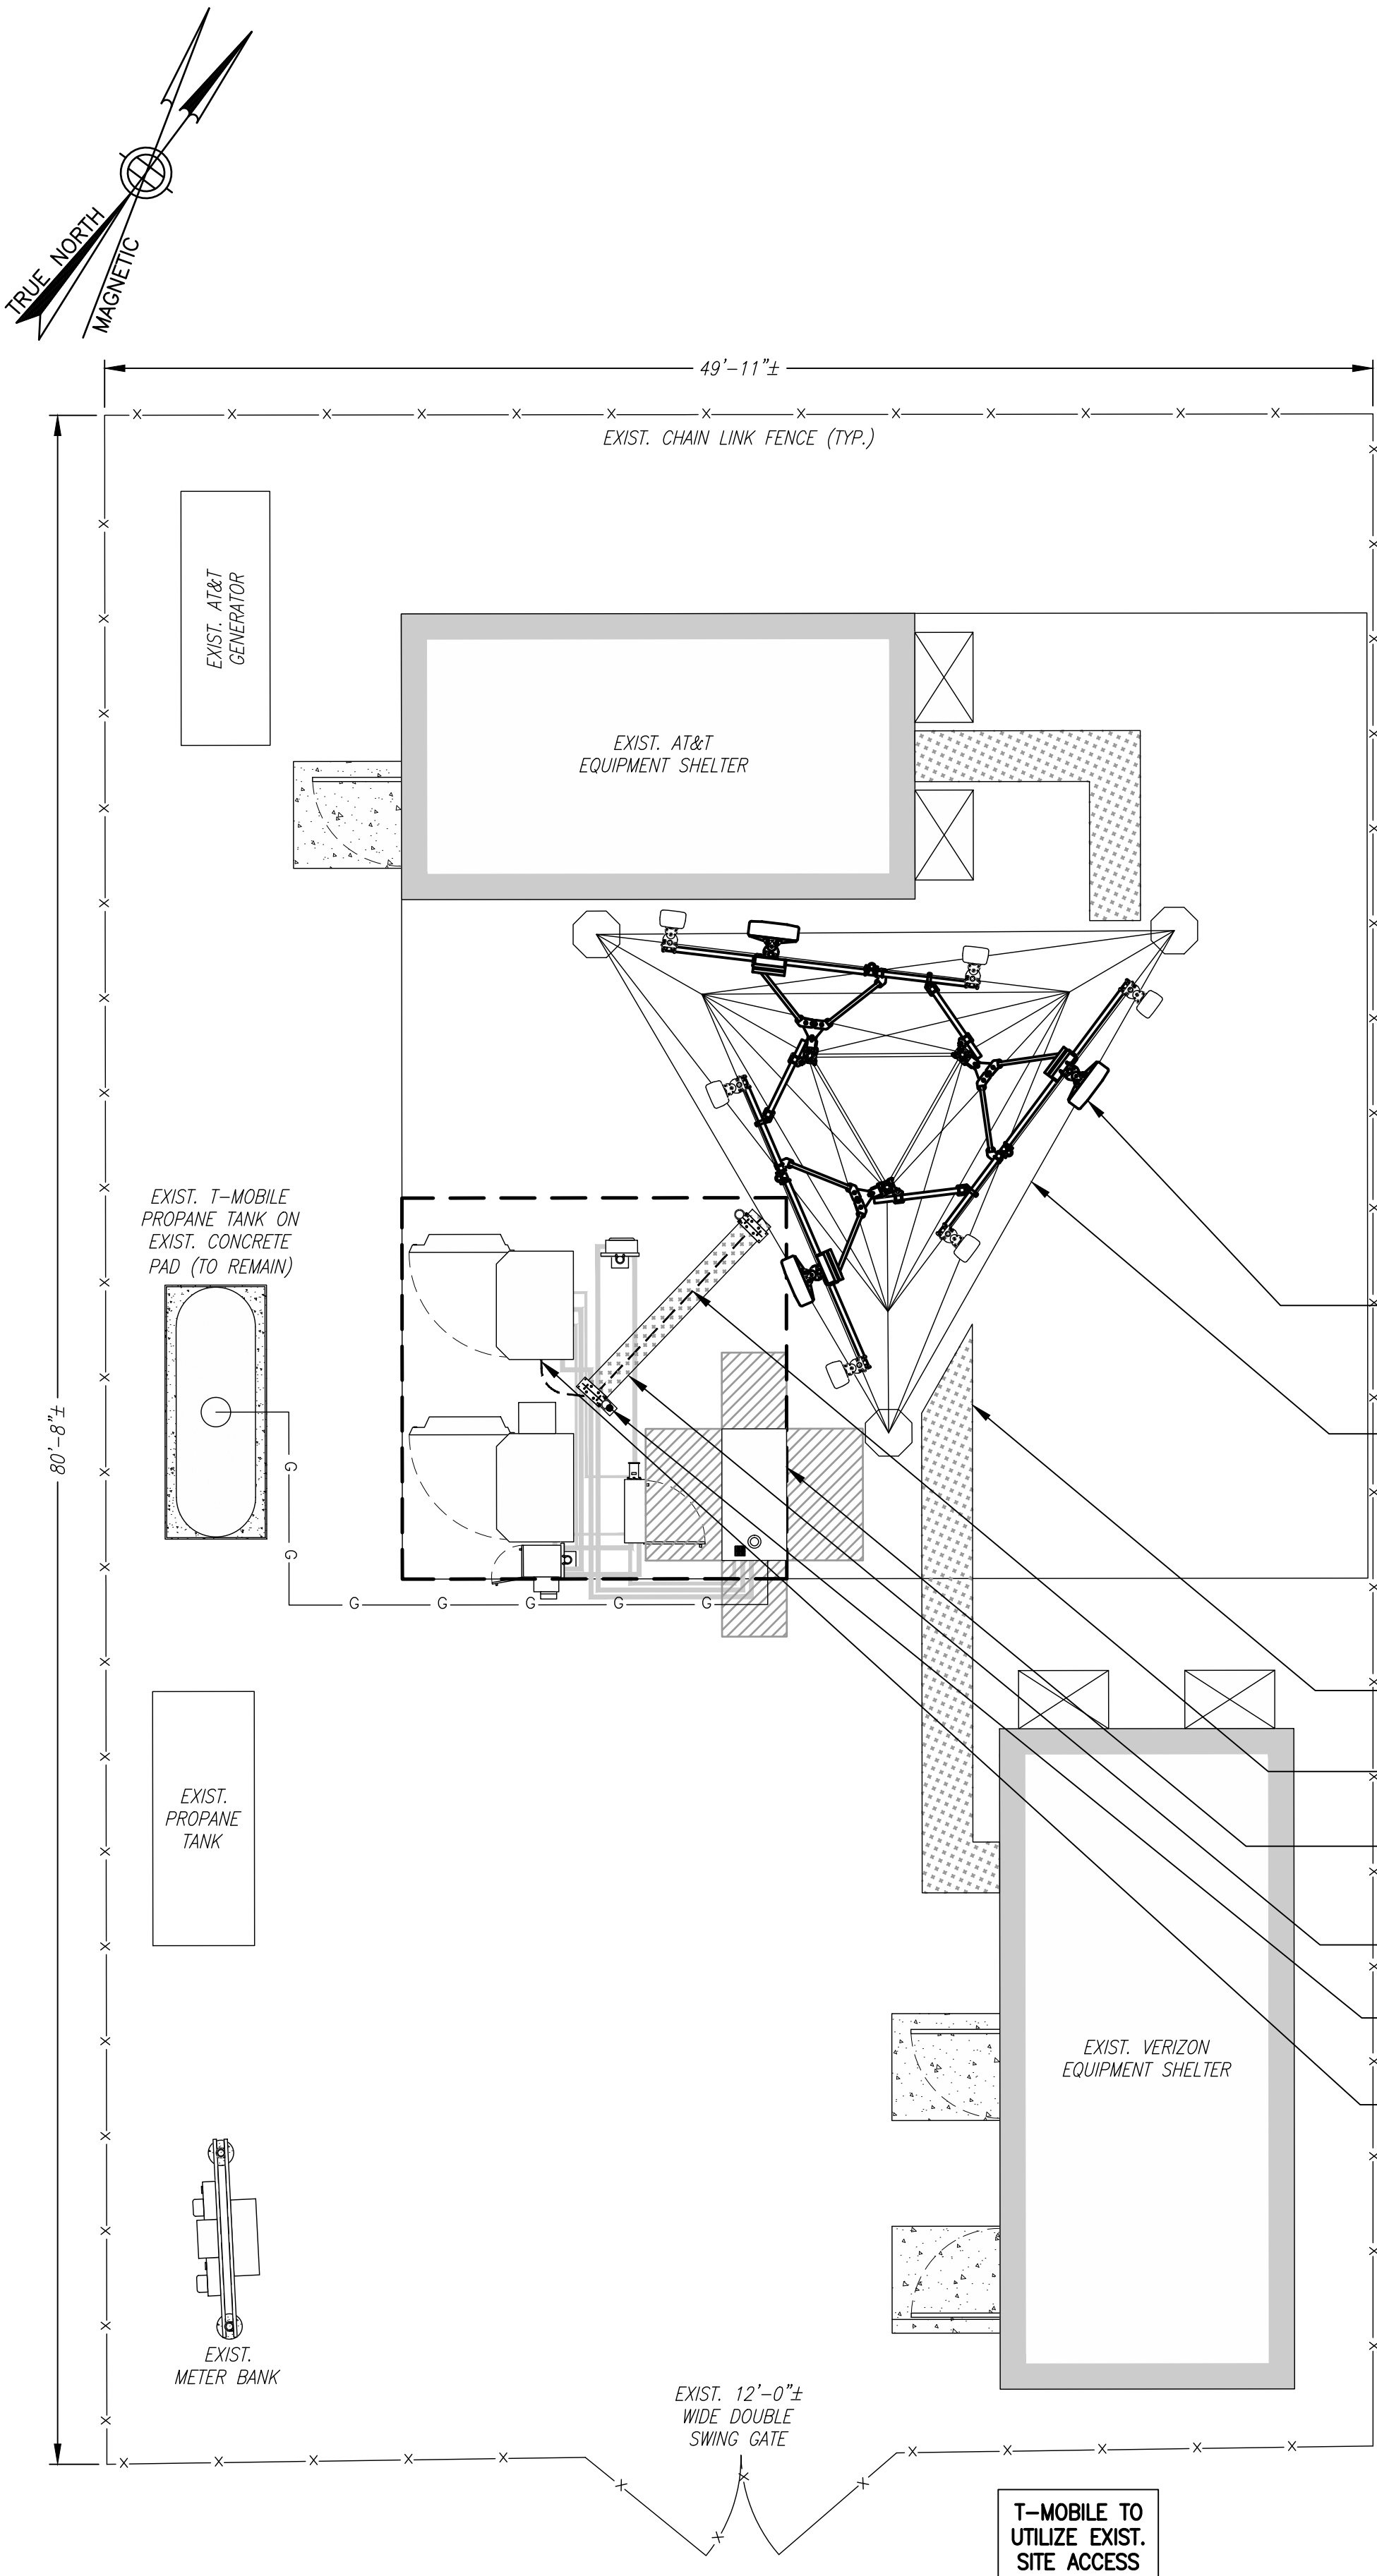 TRUE NORTH
MAGNETIC
49'-11"±
EXIST. CHAIN LINK FENCE (TYP.)
EXIST. AT&T
GENERATOR
EXIST. AT&T
EQUIPMENT SHELTER
EXIST. T-MOBILE
PROPANE TANK ON
EXIST. CONCRETE
PAD (TO REMAIN)
80'-8"±
G
G
G G G G G
EXIST.
PROPANE
TANK
EXIST. VERIZON
EQUIPMENT SHELTER
EXIST.
METER BANK
EXIST. 12'-0"±
WIDE DOUBLE
SWING GATE
T-MOBILE TO
UTILIZE EXIST.
SITE ACCESS